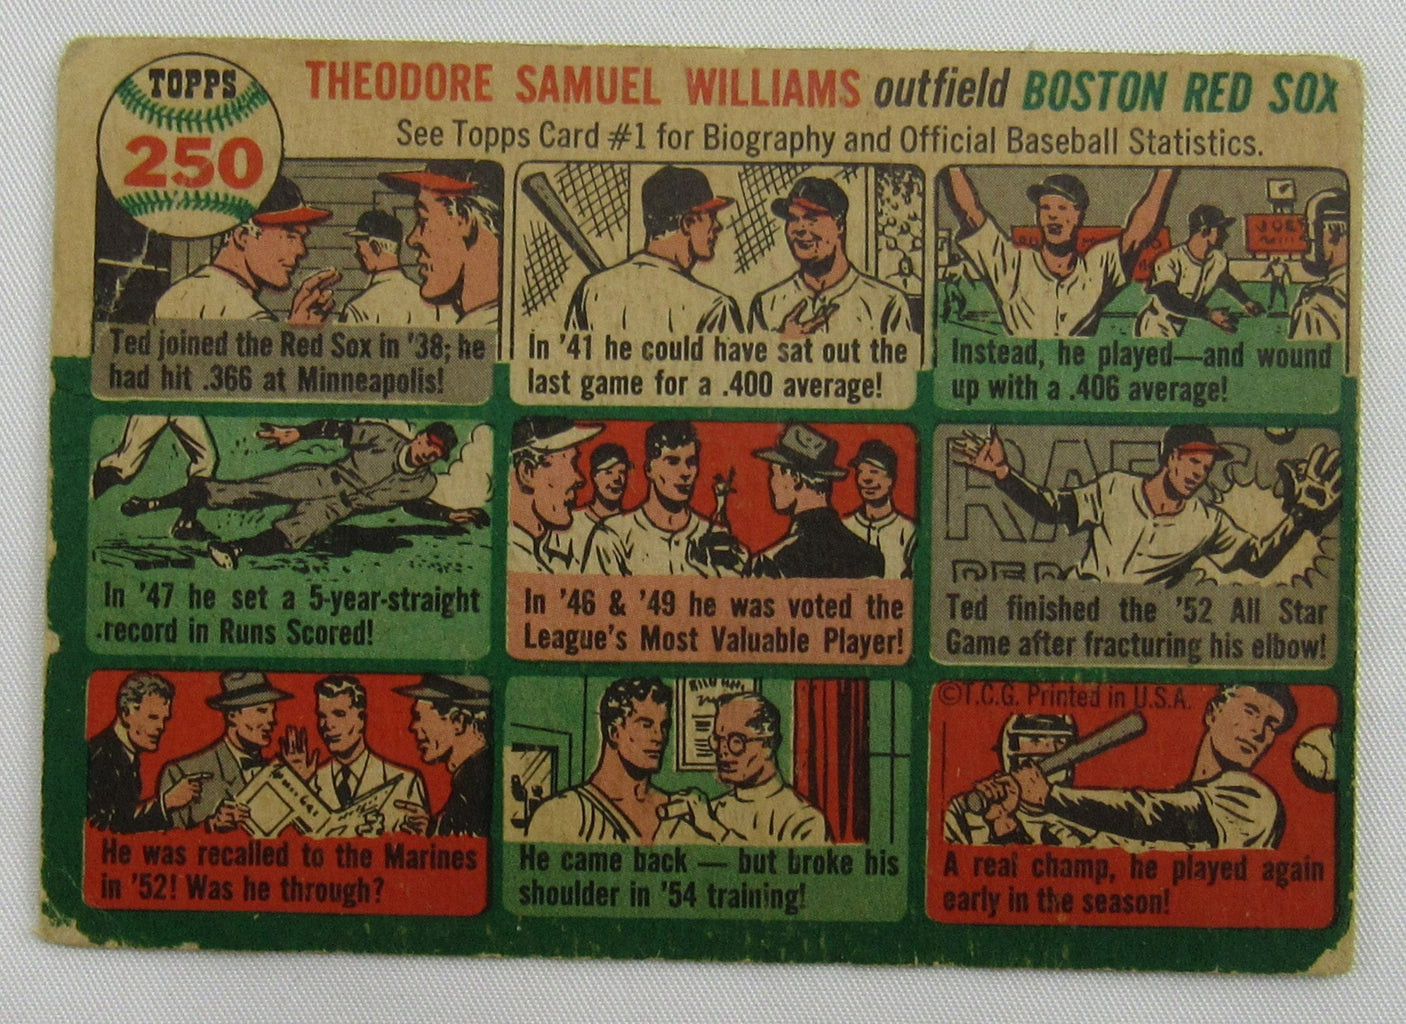 TOPPS
250
THEODORE SAMUEL WILLIAMS outfield BOSTON RED SOX
See Topps Card #1 for Biography and Official Baseball Statistics.
Ted joined the Red Sox in '38; he
had hit .366 at Minneapolis!
In '41 he could have sat out the
last game for a .400 average!
JOE'S
Instead, he played—and wound
up with a .406 average!
In '47 he set a 5-year-straight
record in Runs Scored!
In '46 & '49 he was voted the
League's Most Valuable Player!
Ted finished the '52 All Star
Game after fracturing his elbow!
He was recalled to the Marines
in '52! Was he through?
He came back — but broke his
shoulder in '54 training!
©T.C.G. Printed in U.S.A.
A real champ, he played again
early in the season!